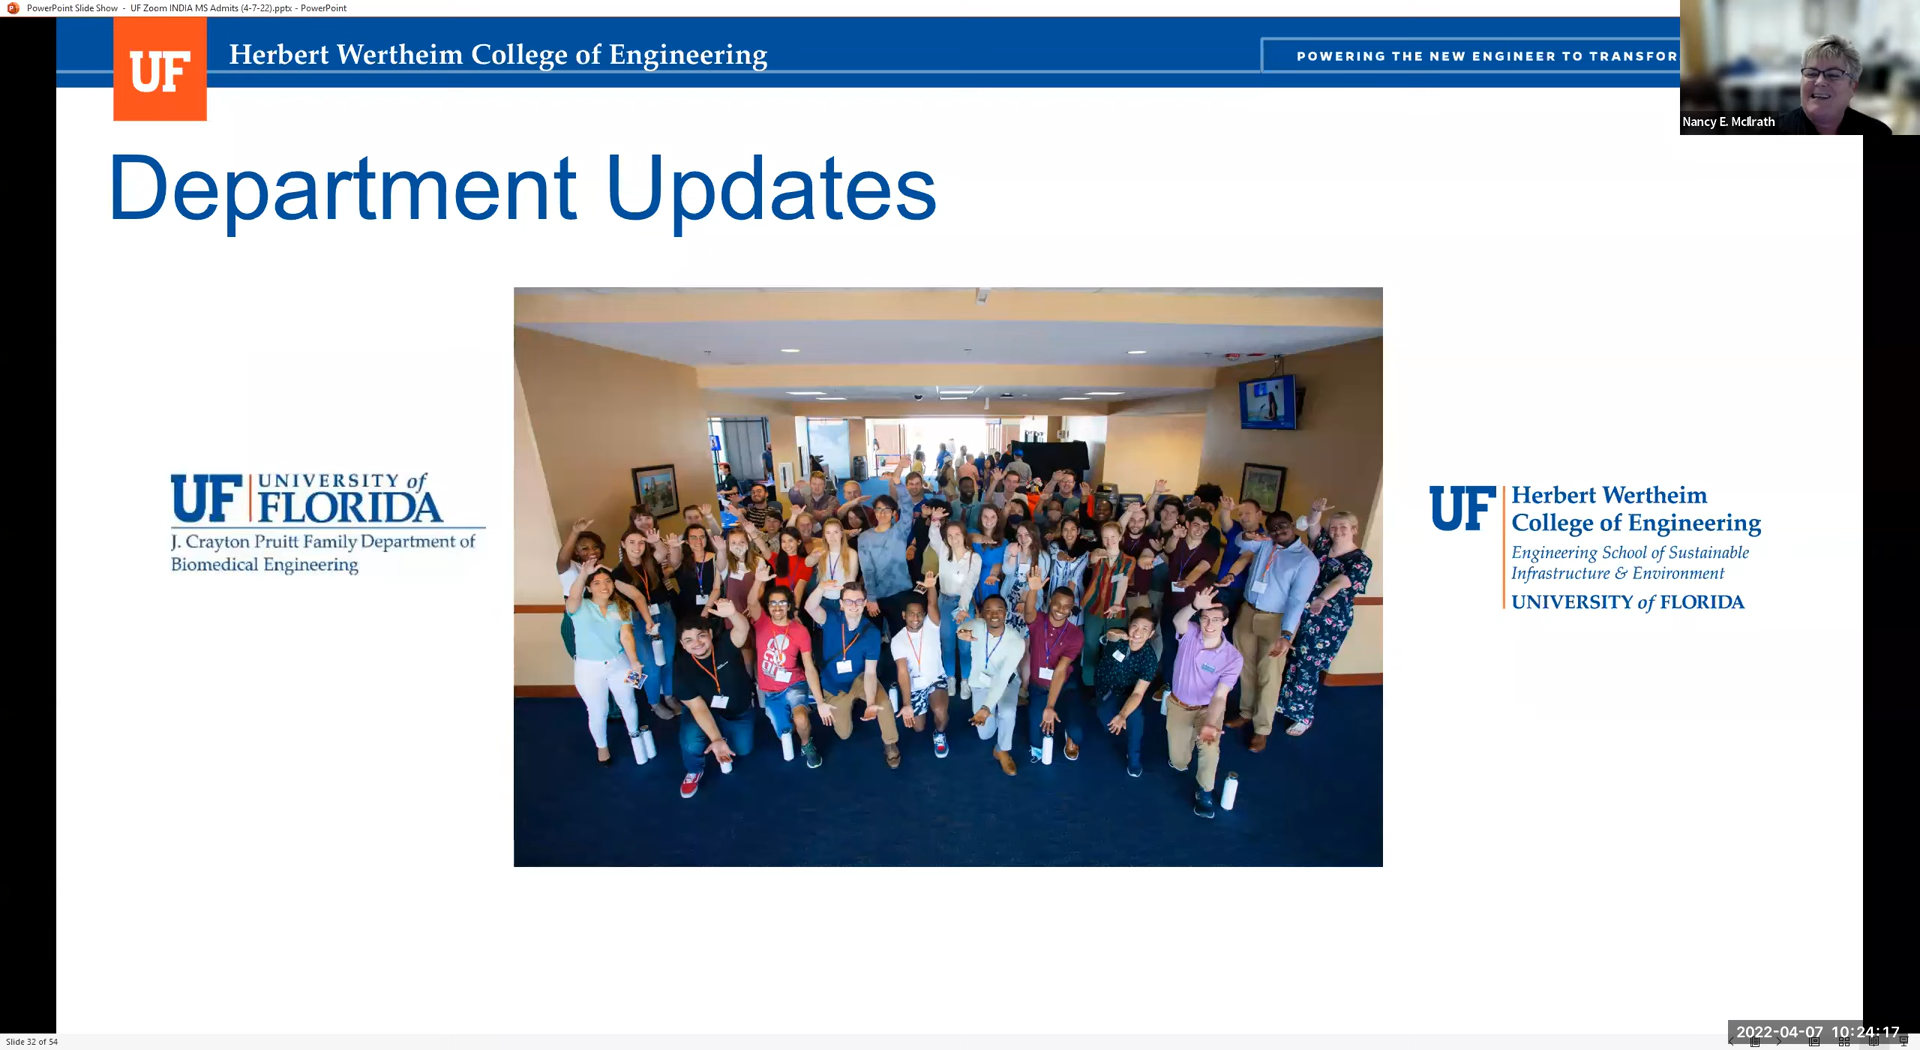 PowerPoint Slide Show - UF Zoom INDIA MS Admits (4-7-22).pptx - PowerPoint
UF
Herbert Wertheim College of Engineering
POWERING THE NEW ENGINEER TO TRANSFOR
Nancy E. McIlrath
Department Updates
UF UNIVERSITY of
FLORIDA
J. Crayton Pruitt Family Department of
Biomedical Engineering
UF Herbert Wertheim
College of Engineering
Engineering School of Sustainable
Infrastructure & Environment
UNIVERSITY of FLORIDA
Slide 32 of 54
2022-04-07 10:24:17